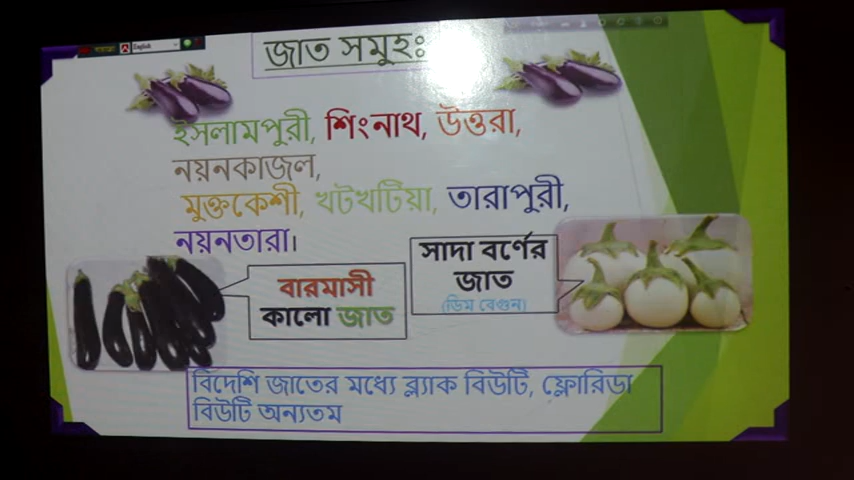 English
জাত সমুহঃ
ইসলামপুরী, শিংনাথ, উত্তরা,
নয়নকাজল,
মুক্তকেশী, খটখটিয়া, তারাপুরী,
নয়নতারা।
সাদা বর্ণের
জাত
(ডিম বেগুন)
বারমাসী
কালো জাত
বিদেশি জাতের মধ্যে ব্ল্যাক বিউটি, ফ্লোরিডা
বিউটি অন্যতম